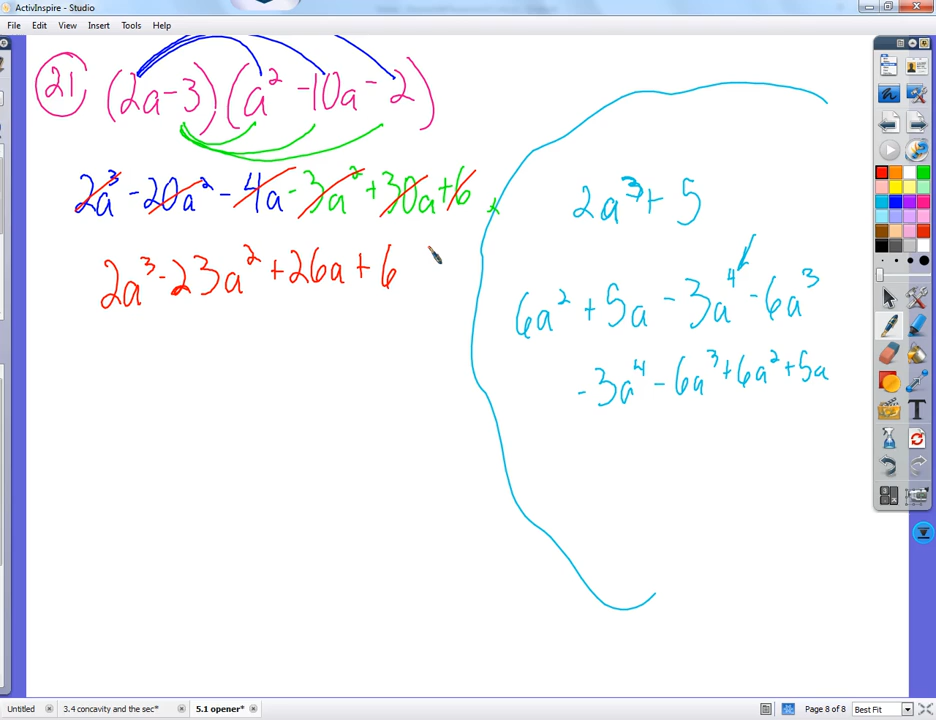 ActivInspire - Studio
File Edit View Insert Tools Help
21 (2a-3)(a² -10a -2)
2a³ -20a² -4a -3a² +30a +6
2a³ -23a² +26a +6
2a³ + 5
6a² + 5a - 3a⁴ - 6a³
-3a⁴ - 6a³ + 6a² + 5a
Untitled 3.4 concavity and the sec* 5.1 opener* Page 8 of 8 Best Fit